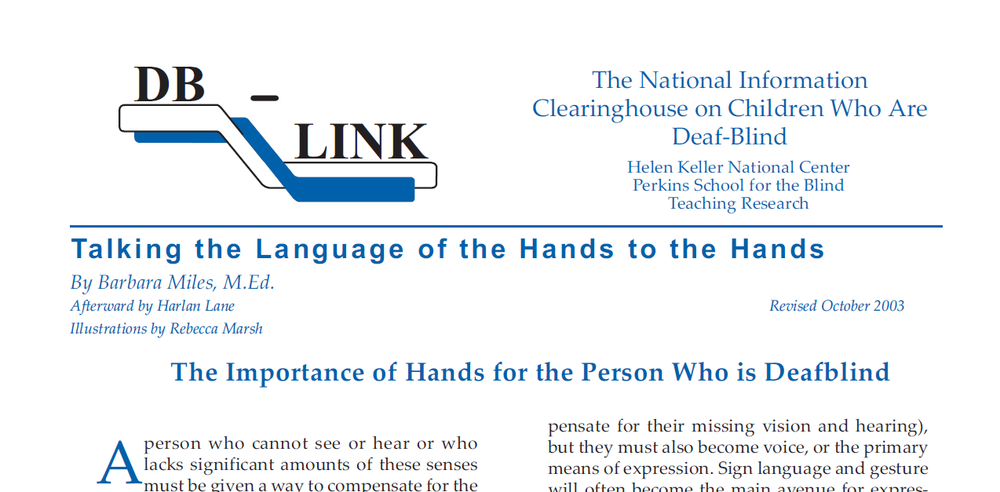 DB -
LINK
The National Information
Clearinghouse on Children Who Are
Deaf-Blind
Helen Keller National Center
Perkins School for the Blind
Teaching Research
Talking the Language of the Hands to the Hands
By Barbara Miles, M.Ed.
Afterward by Harlan Lane
Revised October 2003
Illustrations by Rebecca Marsh
The Importance of Hands for the Person Who is Deafblind
A person who cannot see or hear or who
lacks significant amounts of these senses
must be given a way to compensate for the
pensate for their missing vision and hearing),
but they must also become voice, or the primary
means of expression. Sign language and gesture
will often become the main avenue for expres-